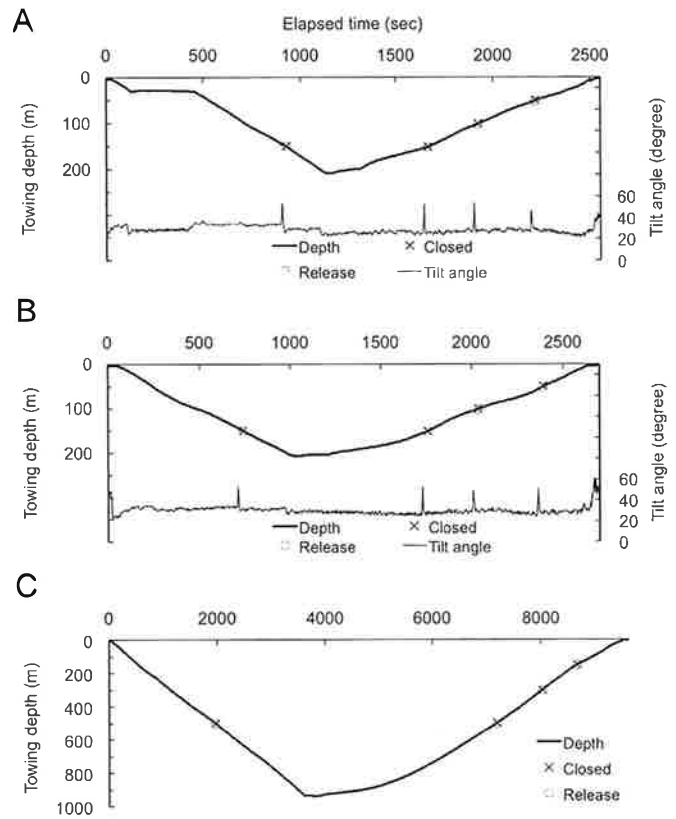 A
Elapsed time (sec)
0 500 1000 1500 2000 2500
0
100
200
Towing depth (m)
60
40
20
0
Tilt angle (degree)
Depth Closed
Release Tilt angle
B
0 500 1000 1500 2000 2500
0
100
200
Towing depth (m)
60
40
20
0
Tilt angle (degree)
Depth Closed
Release Tilt angle
C
0 2000 4000 6000 8000
0
200
400
600
800
1000
Towing depth (m)
Depth
Closed
Release